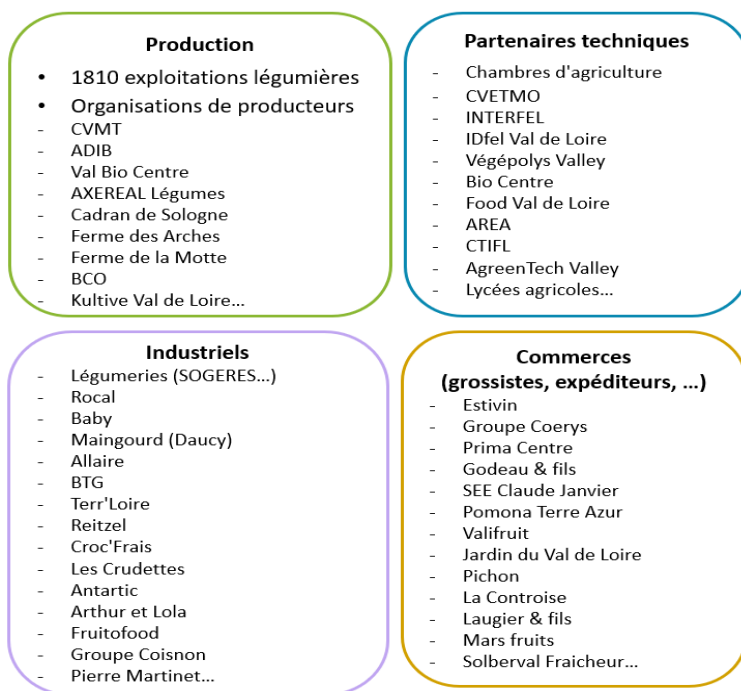 Production
• 1810 exploitations légumières
• Organisations de producteurs
- CVMT
- ADIB
- Val Bio Centre
- AXEREAL Légumes
- Cadran de Sologne
- Ferme des Arches
- Ferme de la Motte
- BCO
- Kultive Val de Loire...
Partenaires techniques
- Chambres d'agriculture
- CVETMO
- INTERFEL
- IDfel Val de Loire
- Végépolys Valley
- Bio Centre
- Food Val de Loire
- AREA
- CTIFL
- AgreenTech Valley
- Lycées agricoles...
Industriels
- Légumeries (SOGERES...)
- Rocal
- Baby
- Maingourd (Daucy)
- Allaire
- BTG
- Terr'Loire
- Reitzel
- Croc'Frais
- Les Crudettes
- Antartic
- Arthur et Lola
- Fruitofood
- Groupe Coisnon
- Pierre Martinet...
Commerces
(grossistes, expéditeurs, ...)
- Estivin
- Groupe Coerys
- Prima Centre
- Godeau & fils
- SEE Claude Janvier
- Pomona Terre Azur
- Valifruit
- Jardin du Val de Loire
- Pichon
- La Controise
- Laugier & fils
- Mars fruits
- Solberval Fraicheur...